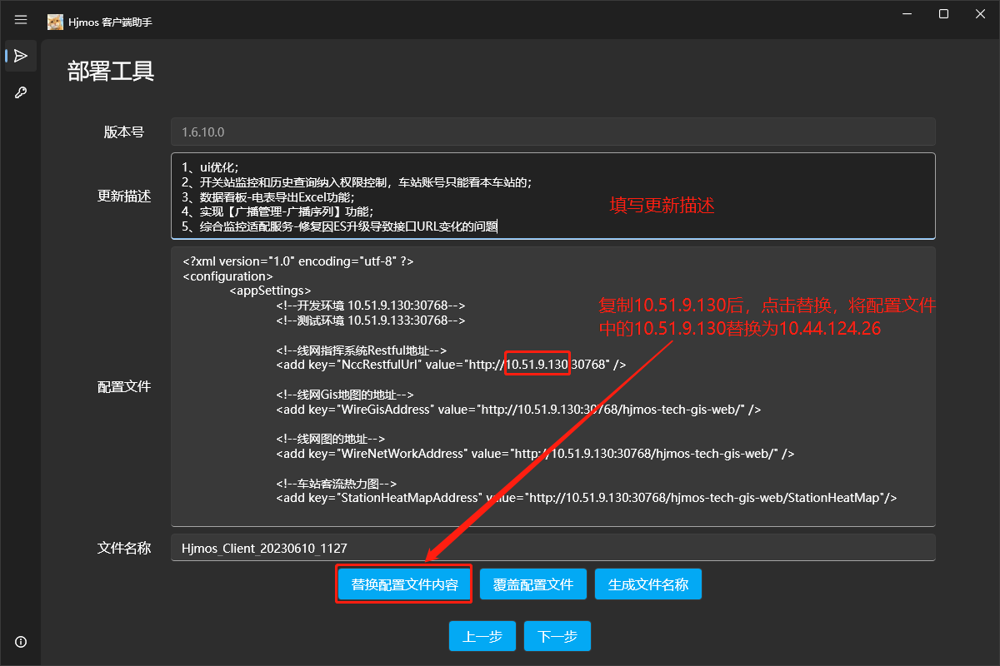 Hjmos 客户端助手
部署工具
版本号
1.6.10.0
更新描述
1、ui优化;
2、开关站监控和历史查询纳入权限控制，车站账号只能看本车站的;
3、数据看板-电表导出Excel功能;
4、实现【广播管理-广播序列】功能;
5、综合监控适配服务-修复因ES升级导致接口URL变化的问题
填写更新描述
配置文件
<?xml version="1.0" encoding="utf-8" ?>
<configuration>
<appSettings>
<!--开发环境 10.51.9.130:30768-->
<!--测试环境 10.51.9.133:30768-->
<!--线网指挥系统Restful地址-->
<add key="NccRestfulUrl" value="http://10.51.9.130:30768" />
<!--线网Gis地图的地址-->
<add key="WireGisAddress" value="http://10.51.9.130:30768/hjmos-tech-gis-web/" />
<!--线网图的地址-->
<add key="WireNetWorkAddress" value="http://10.51.9.130:30768/hjmos-tech-gis-web/" />
<!--车站客流热力图-->
<add key="StationHeatMapAddress" value="http://10.51.9.130:30768/hjmos-tech-gis-web/StationHeatMap"/>
复制10.51.9.130后，点击替换，将配置文件
中的10.51.9.130替换为10.44.124.26
文件名称
Hjmos_Client_20230610_1127
替换配置文件内容
覆盖配置文件
生成文件名称
上一步
下一步